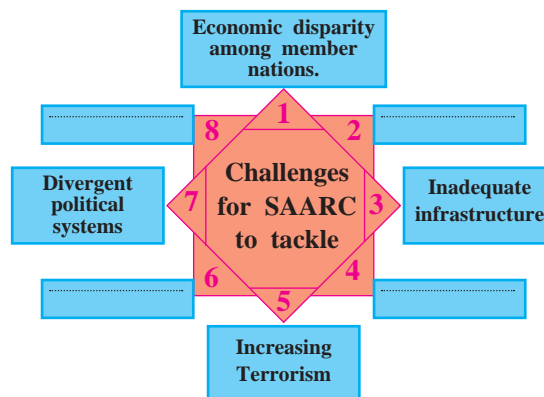 Economic disparity
among member
nations.
1
8
2
Divergent
political
systems
7
Challenges
for SAARC
to tackle
3
Inadequate
infrastructure
6
4
5
Increasing
Terrorism